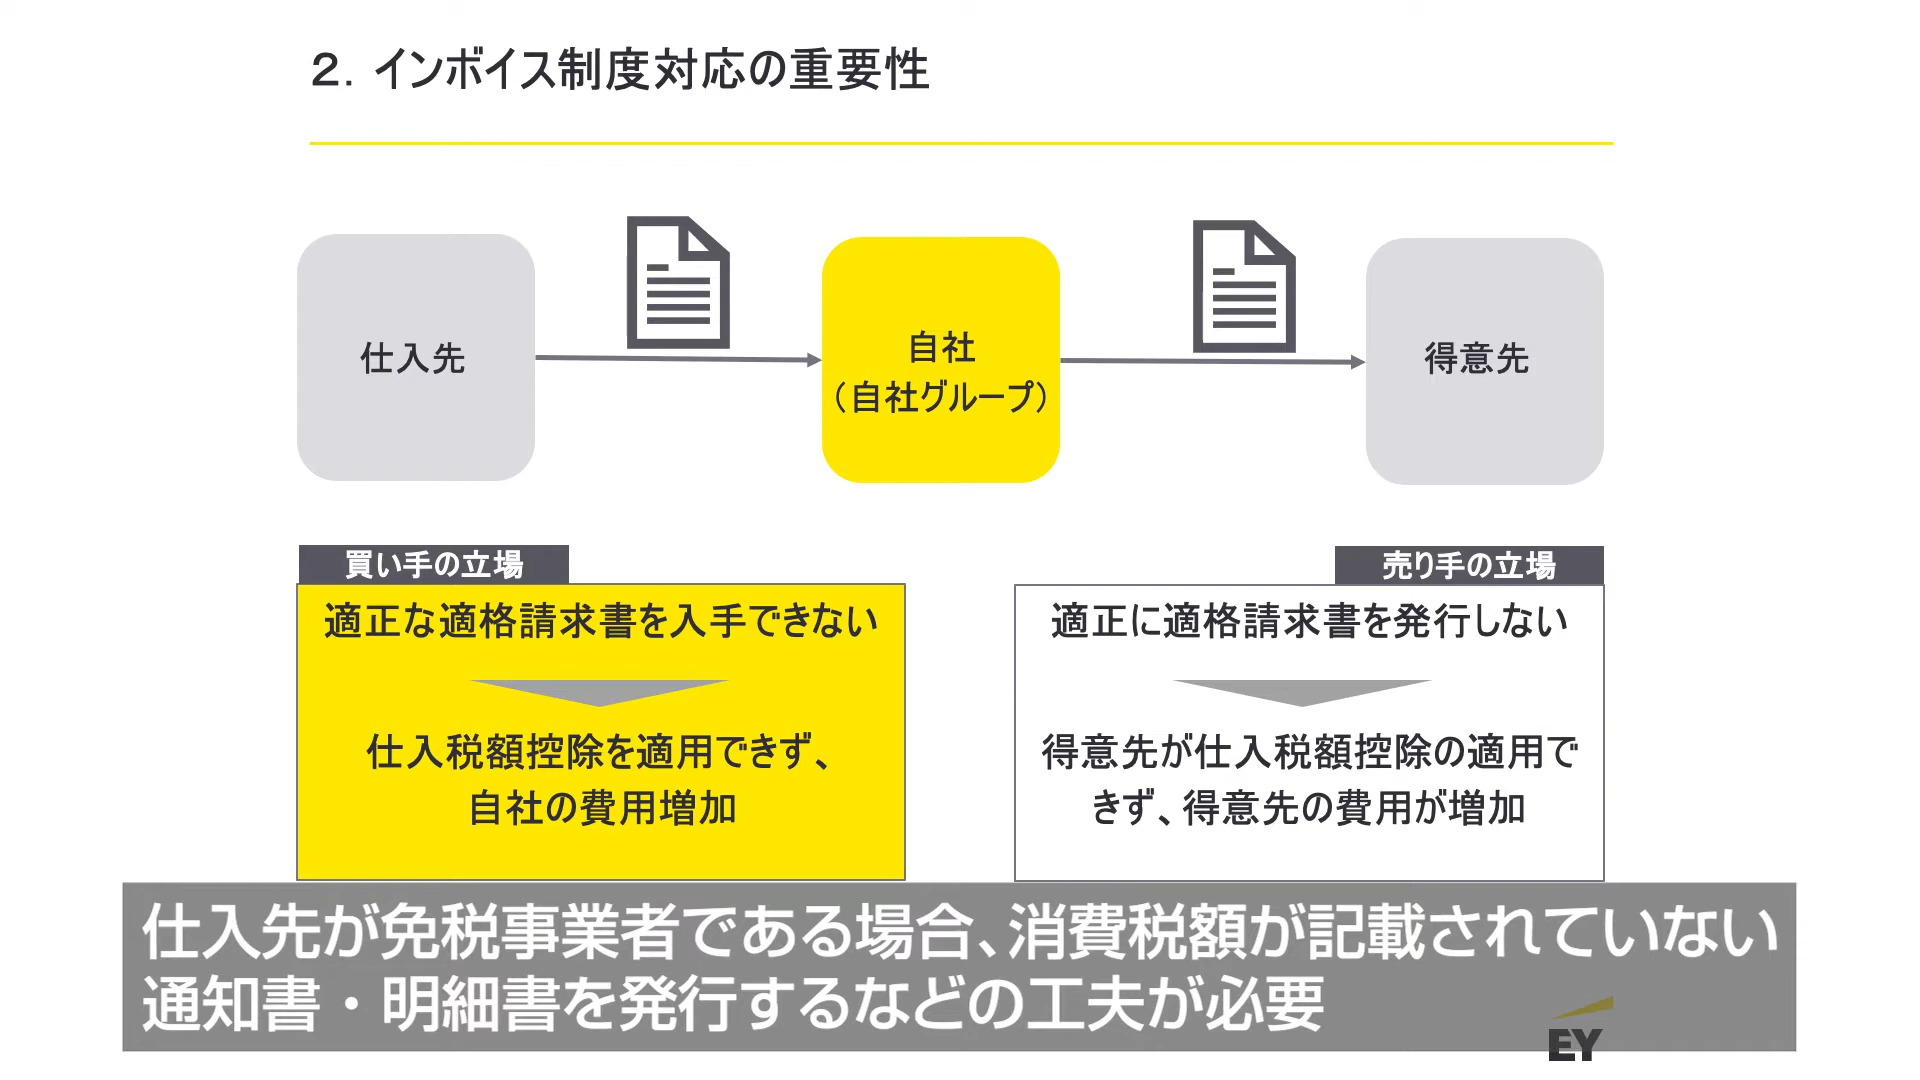 ２．インボイス制度対応の重要性
仕入先
自社
（自社グループ）
得意先
買い手の立場
適正な適格請求書を入手できない
仕入税額控除を適用できず、
自社の費用増加
売り手の立場
適正に適格請求書を発行しない
得意先が仕入税額控除の適用で
きず、得意先の費用が増加
仕入先が免税事業者である場合、消費税額が記載されていない
通知書・明細書を発行するなどの工夫が必要
EY